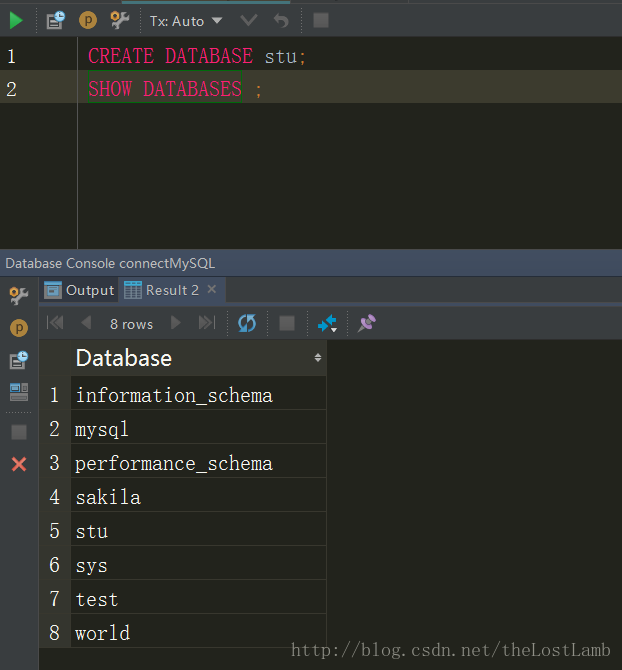 Tx: Auto
1 CREATE DATABASE stu;
2 SHOW DATABASES ;
Database Console connectMySQL
Output Result 2
8 rows
Database
1 information_schema
2 mysql
3 performance_schema
4 sakila
5 stu
6 sys
7 test
8 world
http://blog.csdn.net/theLostLamb